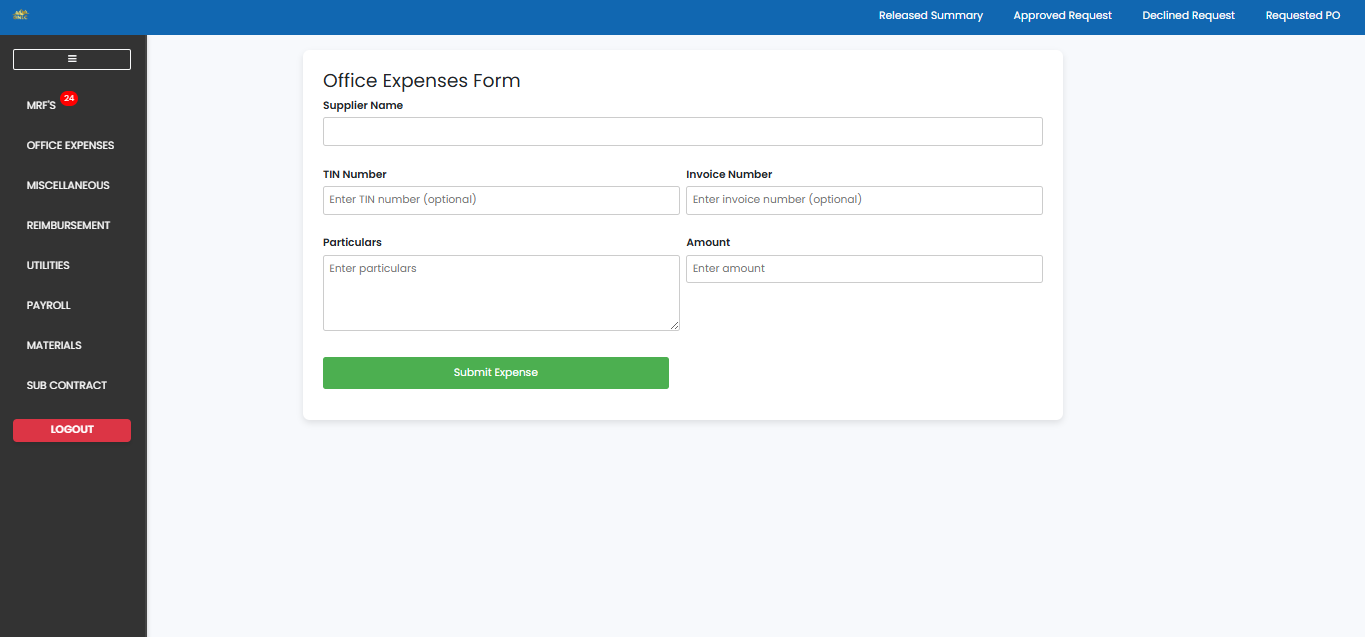 Released Summary Approved Request Declined Request Requested PO
MRF'S 24
OFFICE EXPENSES
MISCELLANEOUS
REIMBURSEMENT
UTILITIES
PAYROLL
MATERIALS
SUB CONTRACT
LOGOUT
Office Expenses Form
Supplier Name
TIN Number Invoice Number
Enter TIN number (optional) Enter invoice number (optional)
Particulars Amount
Enter particulars Enter amount
Submit Expense